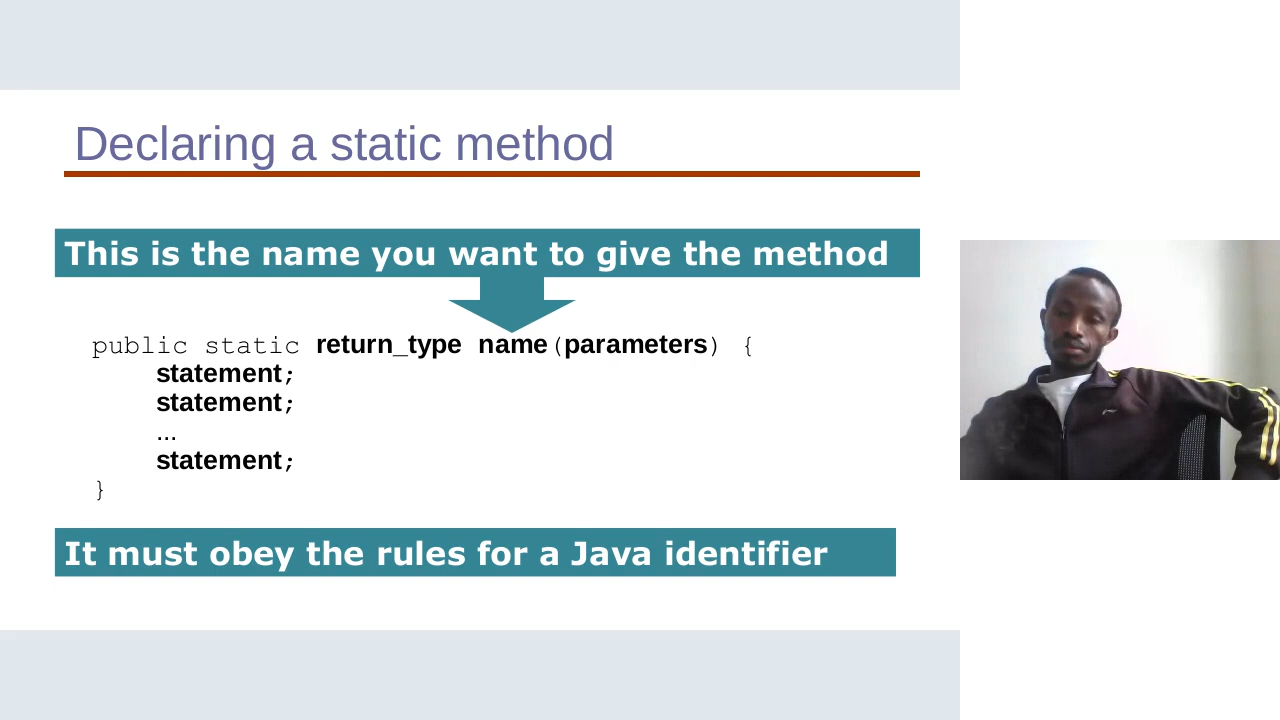 Declaring a static method
This is the name you want to give the method
public static return_type name(parameters) {
statement;
statement;
...
statement;
}
It must obey the rules for a Java identifier